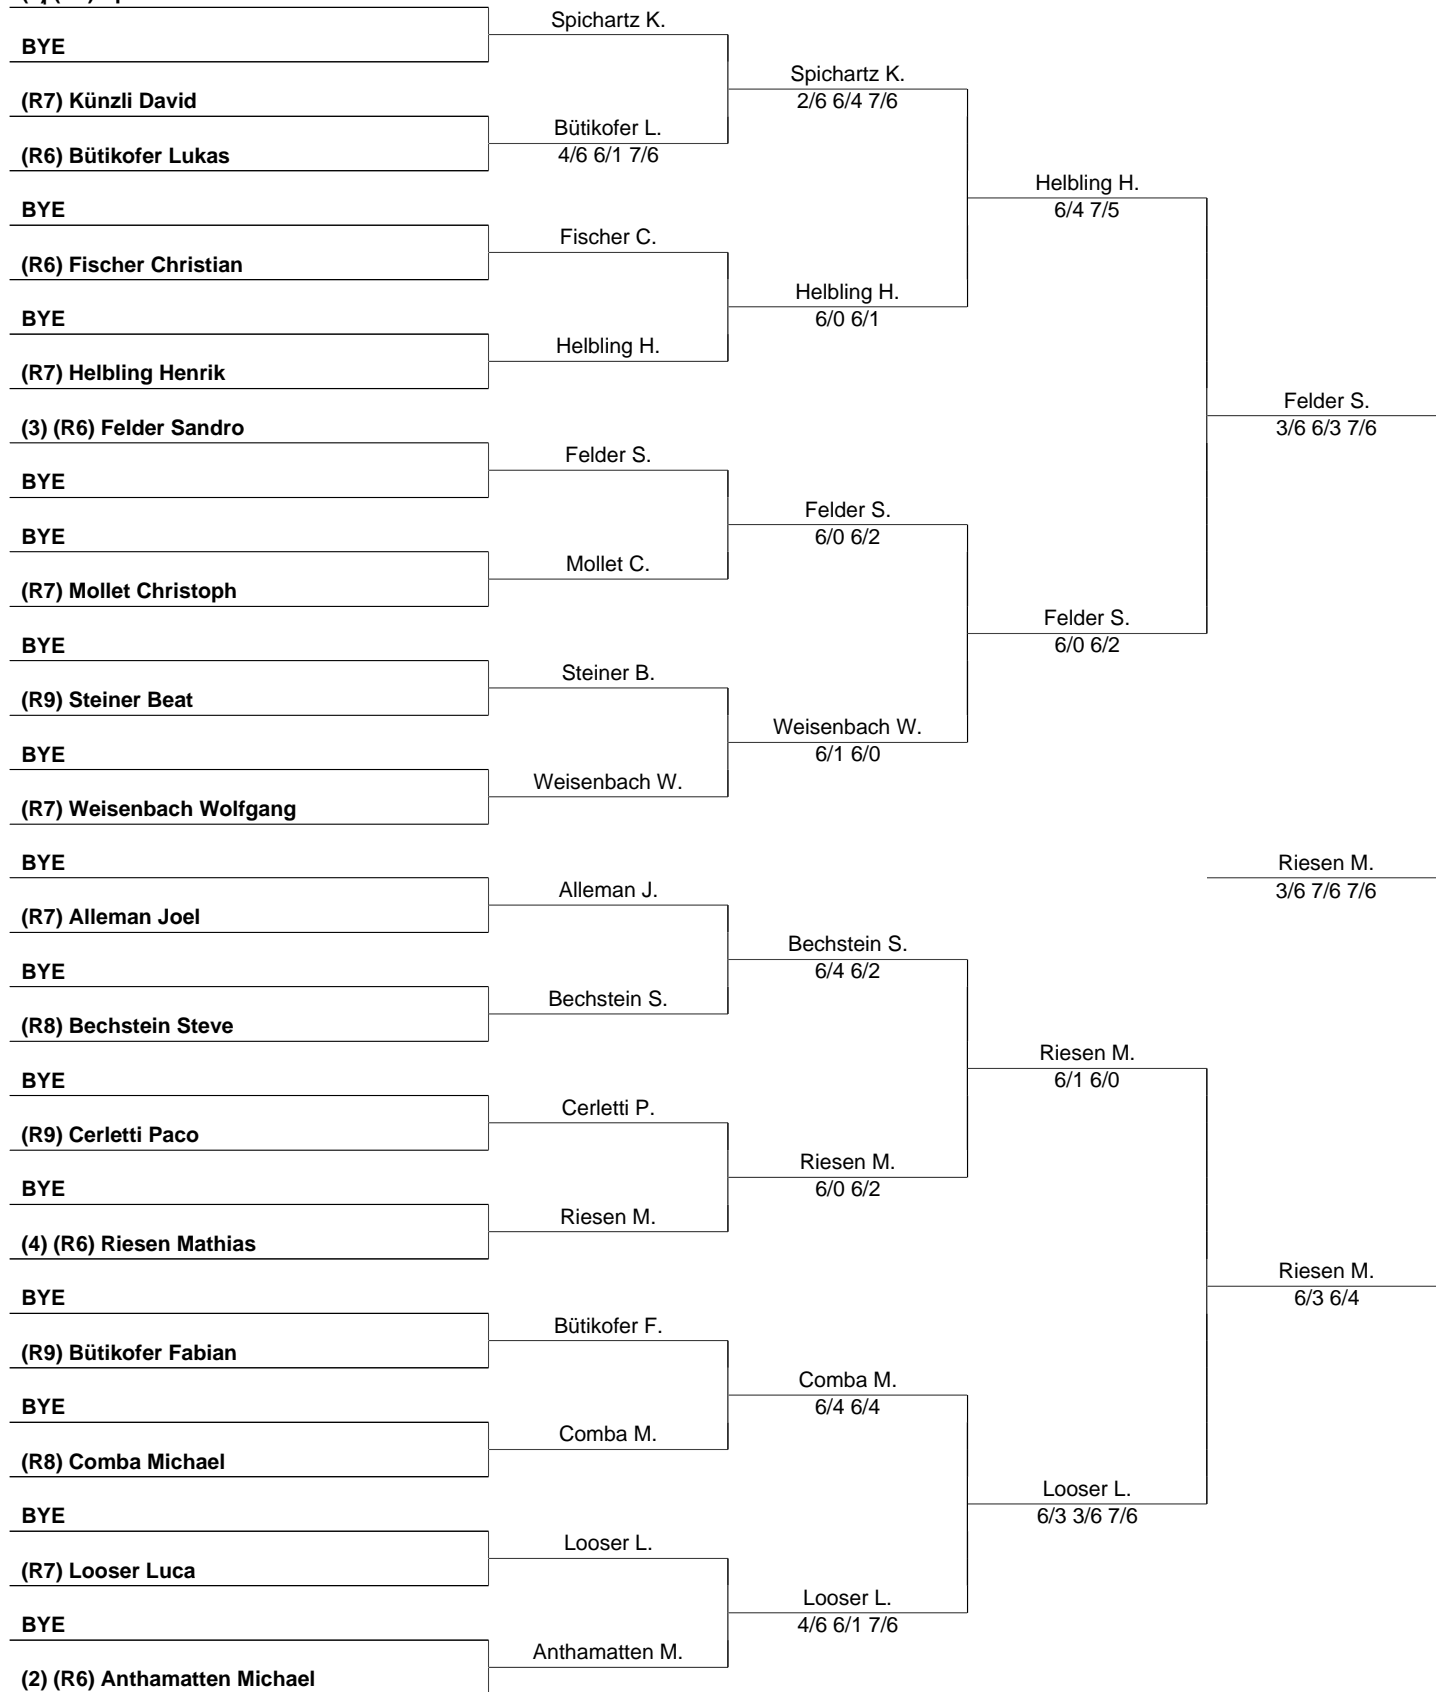 BYE
(R7) Künzli David
(R6) Bütikofer Lukas
BYE
(R6) Fischer Christian
BYE
(R7) Helbling Henrik
(3) (R6) Felder Sandro
BYE
BYE
(R7) Mollet Christoph
BYE
(R9) Steiner Beat
BYE
(R7) Weisenbach Wolfgang
BYE
(R7) Alleman Joel
BYE
(R8) Bechstein Steve
BYE
(R9) Cerletti Paco
BYE
(4) (R6) Riesen Mathias
BYE
(R9) Bütikofer Fabian
BYE
(R8) Comba Michael
BYE
(R7) Looser Luca
BYE
(2) (R6) Anthamatten Michael
Spichartz K.
Bütikofer L.
4/6 6/1 7/6
Fischer C.
Helbling H.
Felder S.
Mollet C.
Steiner B.
Weisenbach W.
Alleman J.
Bechstein S.
Cerletti P.
Riesen M.
Bütikofer F.
Comba M.
Looser L.
Anthamatten M.
Spichartz K.
2/6 6/4 7/6
Helbling H.
6/0 6/1
Felder S.
6/0 6/2
Weisenbach W.
6/1 6/0
Bechstein S.
6/4 6/2
Riesen M.
6/0 6/2
Comba M.
6/4 6/4
Looser L.
4/6 6/1 7/6
Helbling H.
6/4 7/5
Felder S.
6/0 6/2
Riesen M.
6/1 6/0
Looser L.
6/3 3/6 7/6
Felder S.
3/6 6/3 7/6
Riesen M.
3/6 7/6 7/6
Riesen M.
6/3 6/4